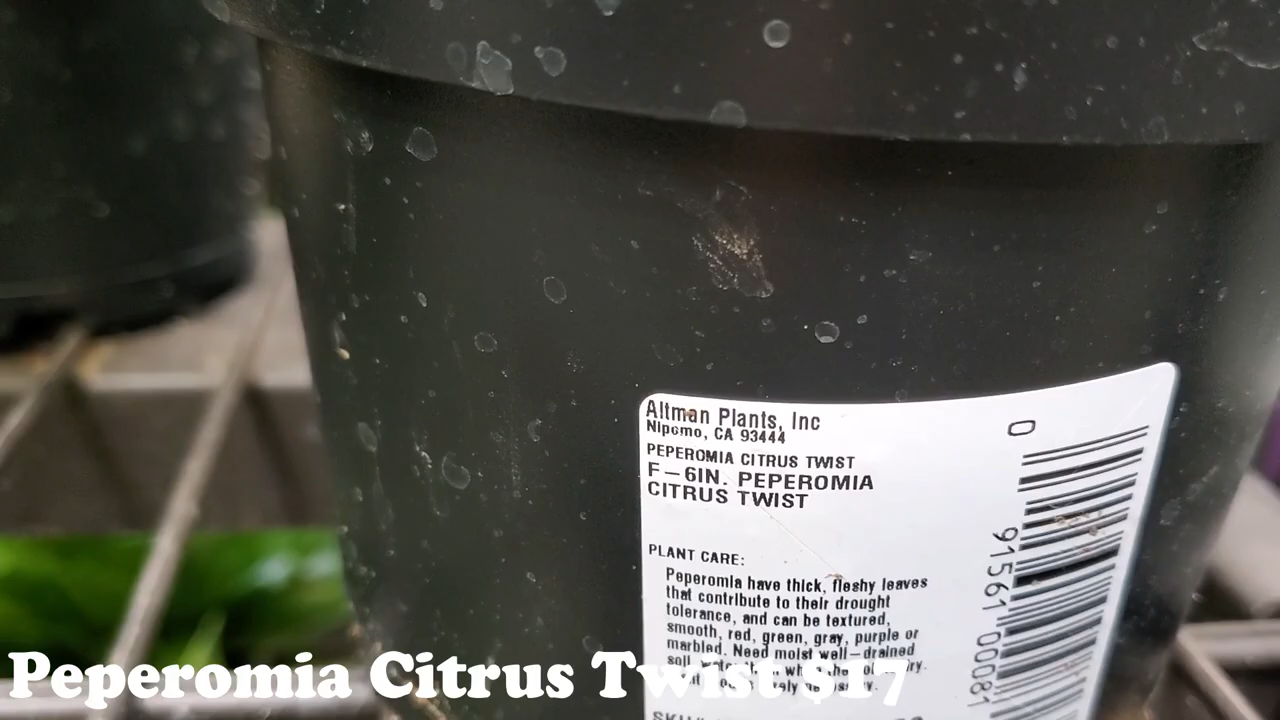 Altman Plants, Inc
Nipomo, CA 93444
PEPEROMIA CITRUS TWIST
F-6IN. PEPEROMIA
CITRUS TWIST
PLANT CARE:
Peperomia have thick, fleshy leaves
that contribute to their drought
tolerance, and can be textured,
smooth, red, green, gray, purple or
marbled. Need moist well-drained
0
91561 00081
Peperomia Citrus Twist $17